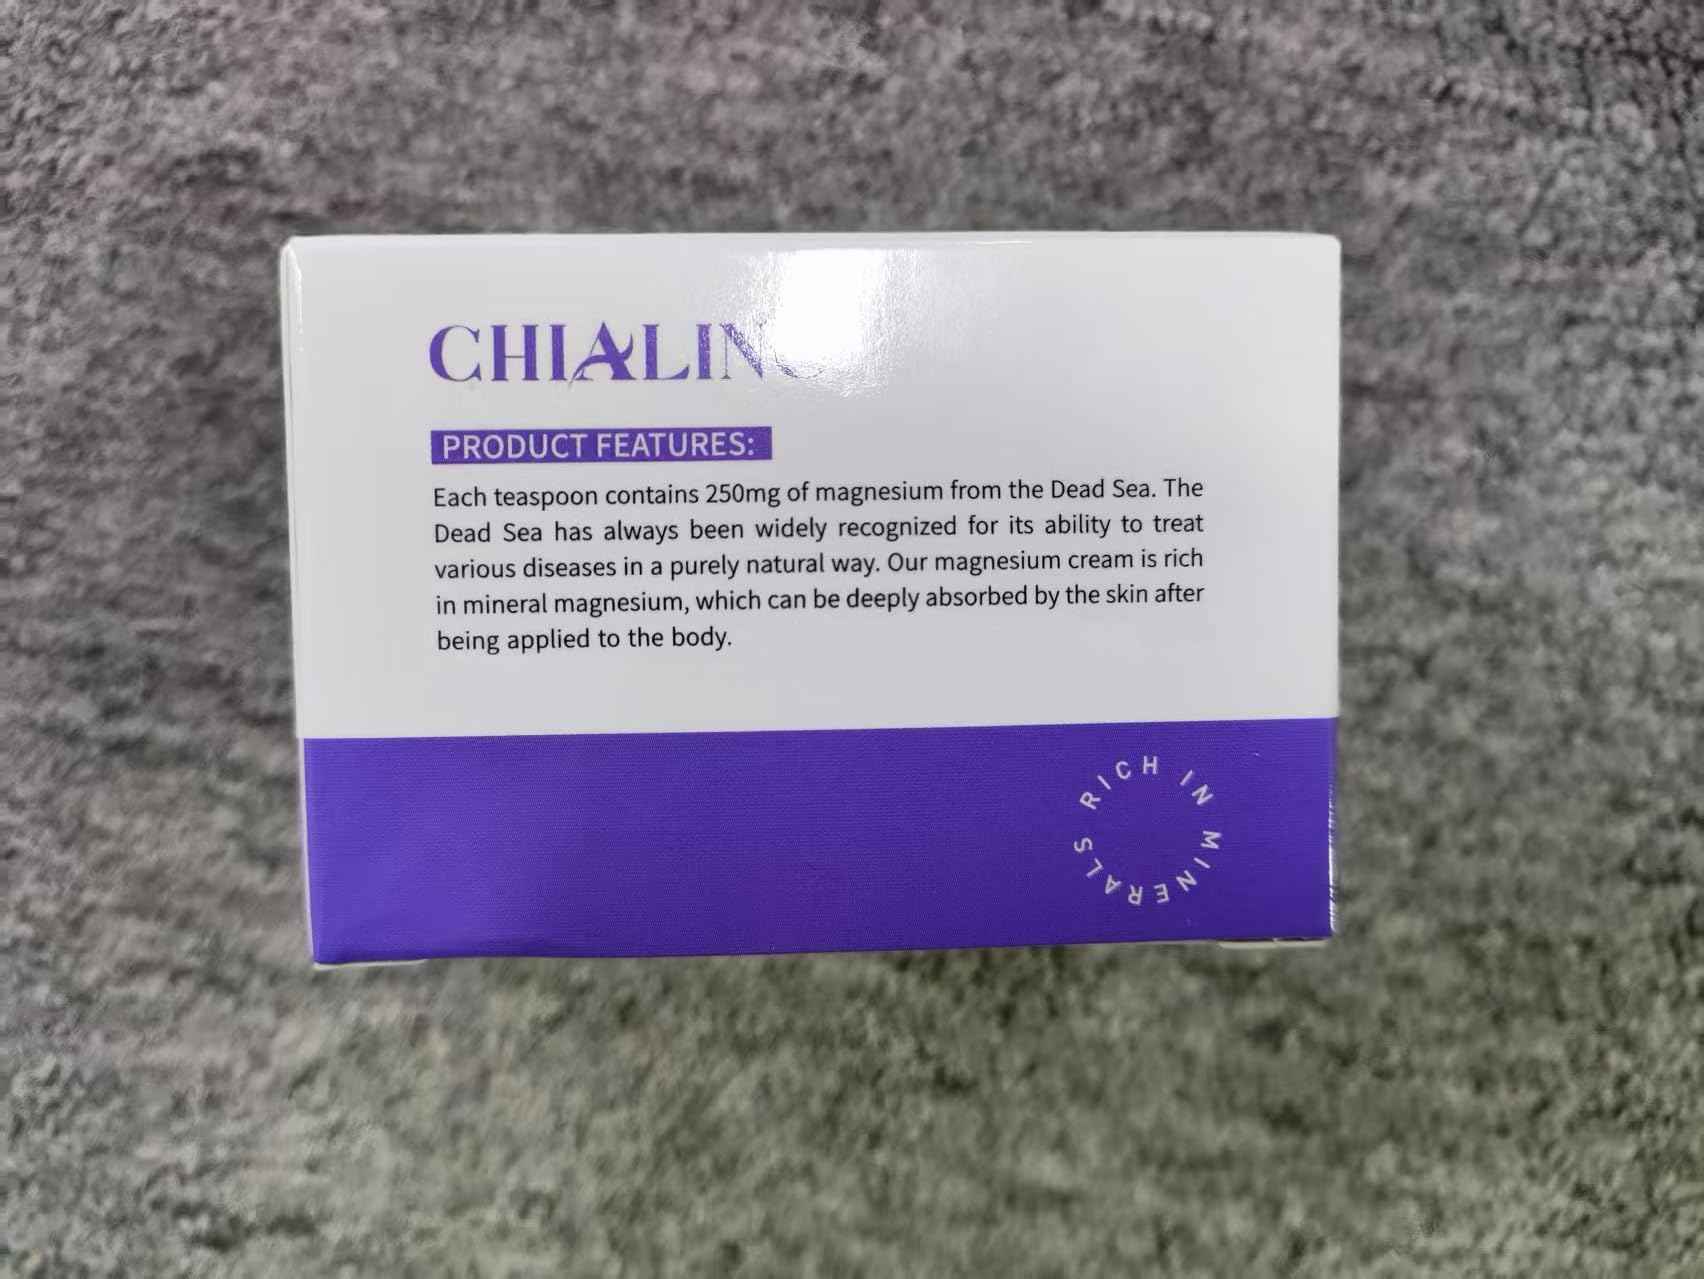 PRODUCT FEATURES:
Each teaspoon contains 250mg of magnesium from the Dead Sea. The
Dead Sea has always been widely recognized for its ability to treat
various diseases in a purely natural way. Our magnesium cream is rich
in mineral magnesium, which can be deeply absorbed by the skin after
being applied to the body.
RICH IN MINERALS